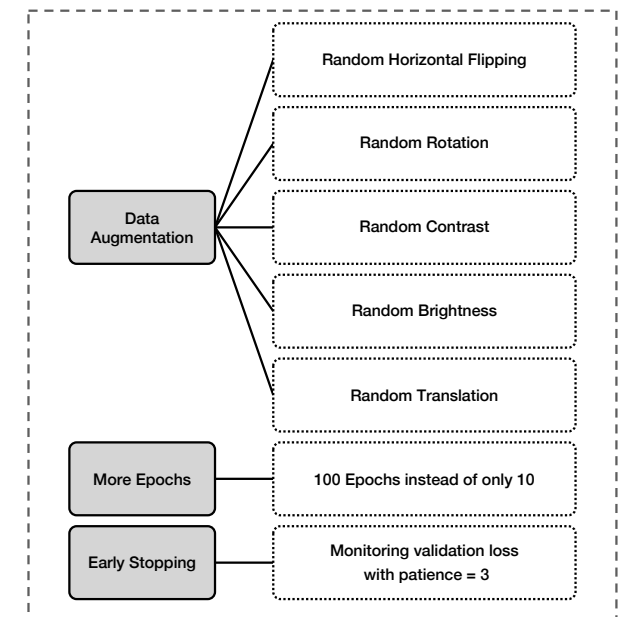 Random Horizontal Flipping
Random Rotation
Data
Augmentation
Random Contrast
Random Brightness
Random Translation
More Epochs
100 Epochs instead of only 10
Early Stopping
Monitoring validation loss
with patience = 3